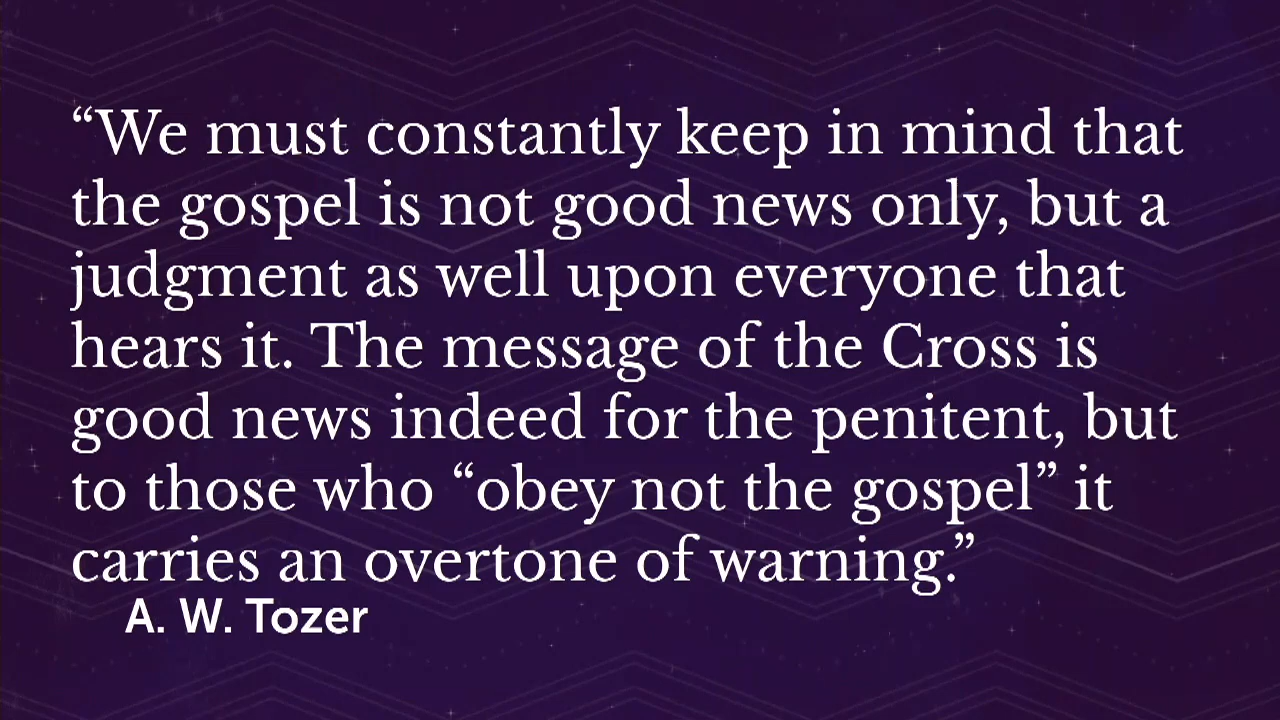 “We must constantly keep in mind that
the gospel is not good news only, but a
judgment as well upon everyone that
hears it. The message of the Cross is
good news indeed for the penitent, but
to those who “obey not the gospel” it
carries an overtone of warning.”
A. W. Tozer